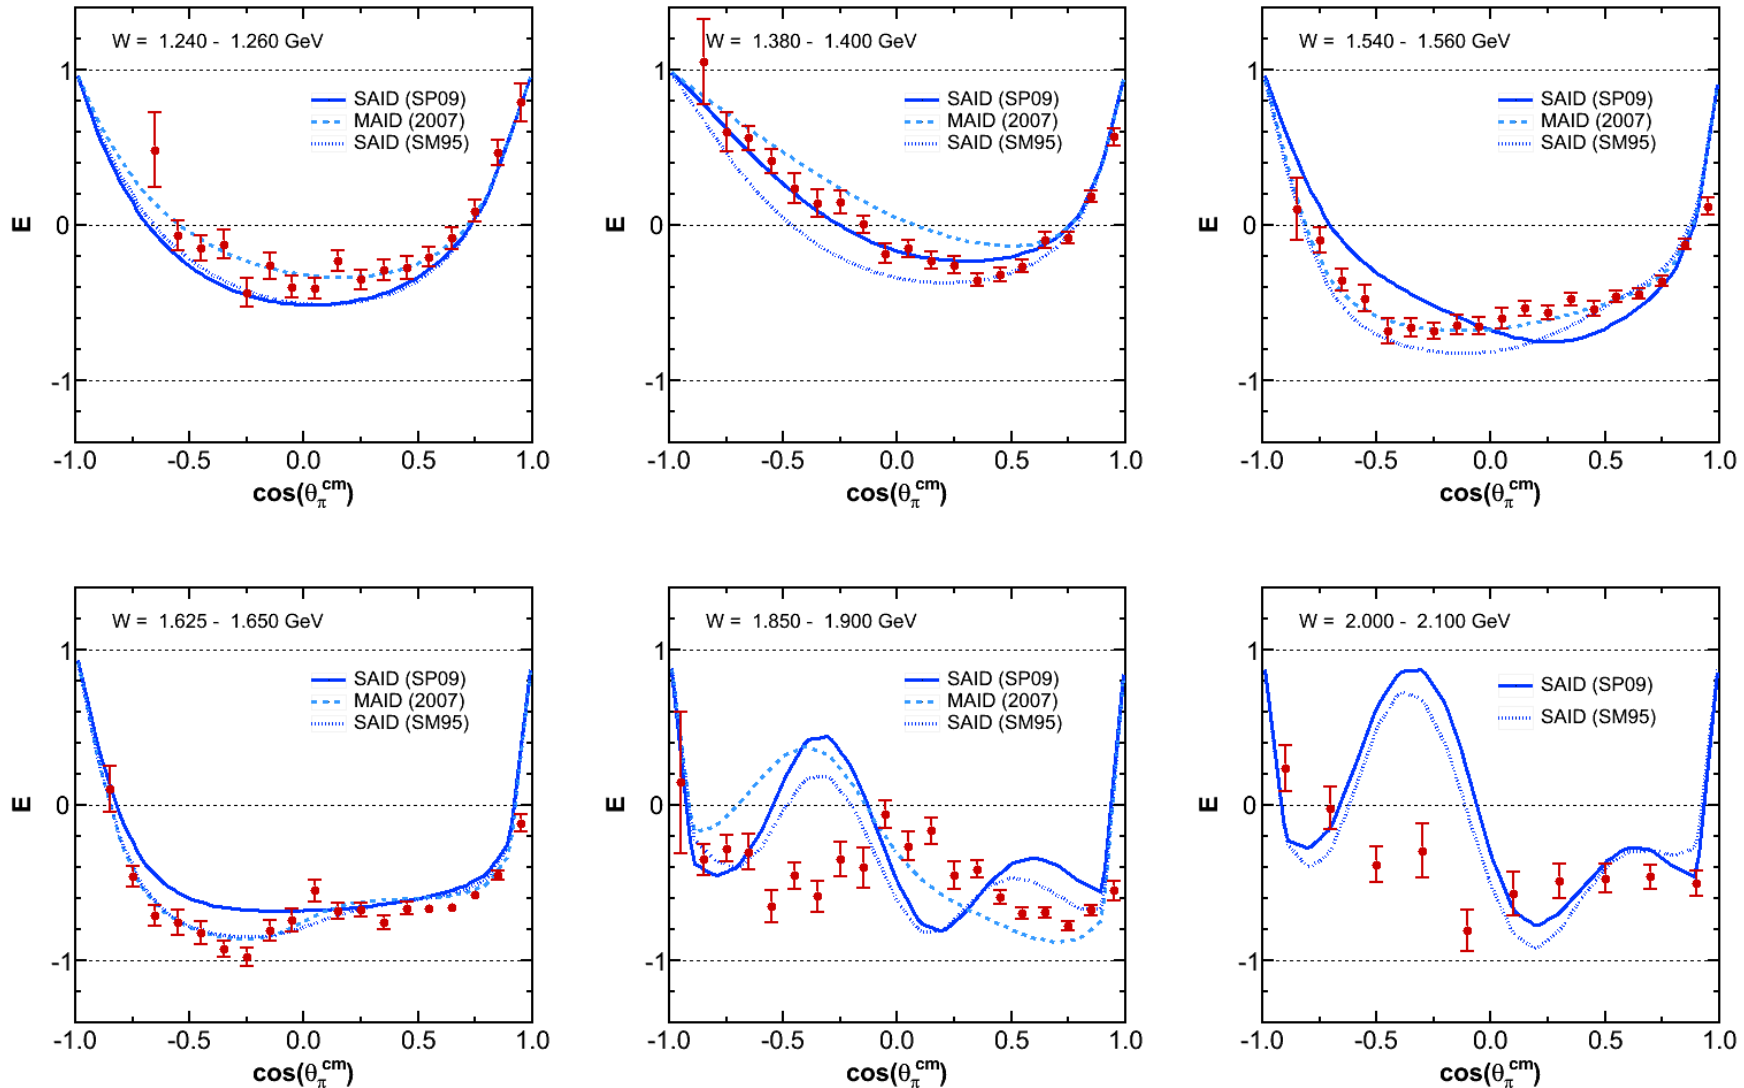 W = 1.240 - 1.260 GeV
SAID (SP09)
MAID (2007)
SAID (SM95)
E
1
0
-1
-1.0 -0.5 0.0 0.5 1.0
cos(θπcm)
W = 1.380 - 1.400 GeV
SAID (SP09)
MAID (2007)
SAID (SM95)
E
1
0
-1
-1.0 -0.5 0.0 0.5 1.0
cos(θπcm)
W = 1.540 - 1.560 GeV
SAID (SP09)
MAID (2007)
SAID (SM95)
E
1
0
-1
-1.0 -0.5 0.0 0.5 1.0
cos(θπcm)
W = 1.625 - 1.650 GeV
SAID (SP09)
MAID (2007)
SAID (SM95)
E
1
0
-1
-1.0 -0.5 0.0 0.5 1.0
cos(θπcm)
W = 1.850 - 1.900 GeV
SAID (SP09)
MAID (2007)
SAID (SM95)
E
1
0
-1
-1.0 -0.5 0.0 0.5 1.0
cos(θπcm)
W = 2.000 - 2.100 GeV
SAID (SP09)
SAID (SM95)
E
1
0
-1
-1.0 -0.5 0.0 0.5 1.0
cos(θπcm)